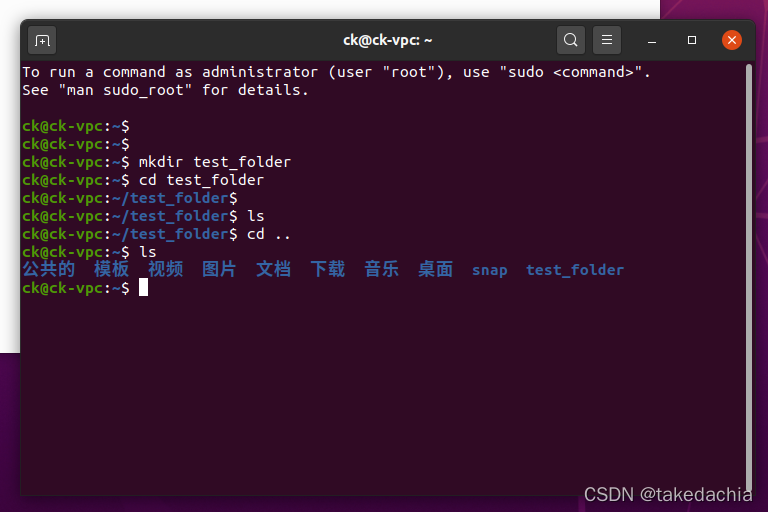 ck@ck-vpc: ~
To run a command as administrator (user "root"), use "sudo <command>".
See "man sudo_root" for details.
ck@ck-vpc:~$
ck@ck-vpc:~$
ck@ck-vpc:~$ mkdir test_folder
ck@ck-vpc:~$ cd test_folder
ck@ck-vpc:~/test_folder$
ck@ck-vpc:~/test_folder$ ls
ck@ck-vpc:~/test_folder$ cd ..
ck@ck-vpc:~$ ls
公共的 模板 视频 图片 文档 下载 音乐 桌面 snap test_folder
ck@ck-vpc:~$
CSDN @takedachia